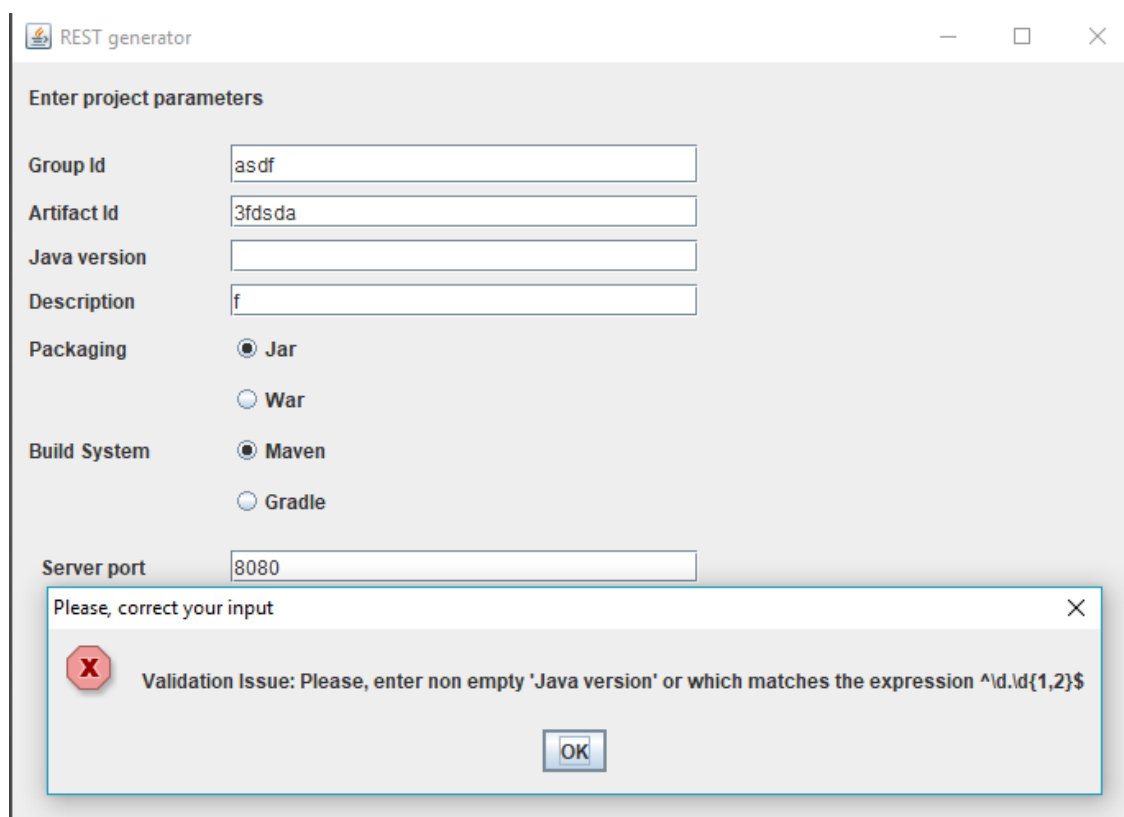 REST generator
Enter project parameters
Group Id asdf
Artifact Id 3fdsda
Java version
Description f
Packaging Jar
War
Build System Maven
Gradle
Server port 8080
Please, correct your input
Validation Issue: Please, enter non empty 'Java version' or which matches the expression ^\d.\d{1,2}$
OK